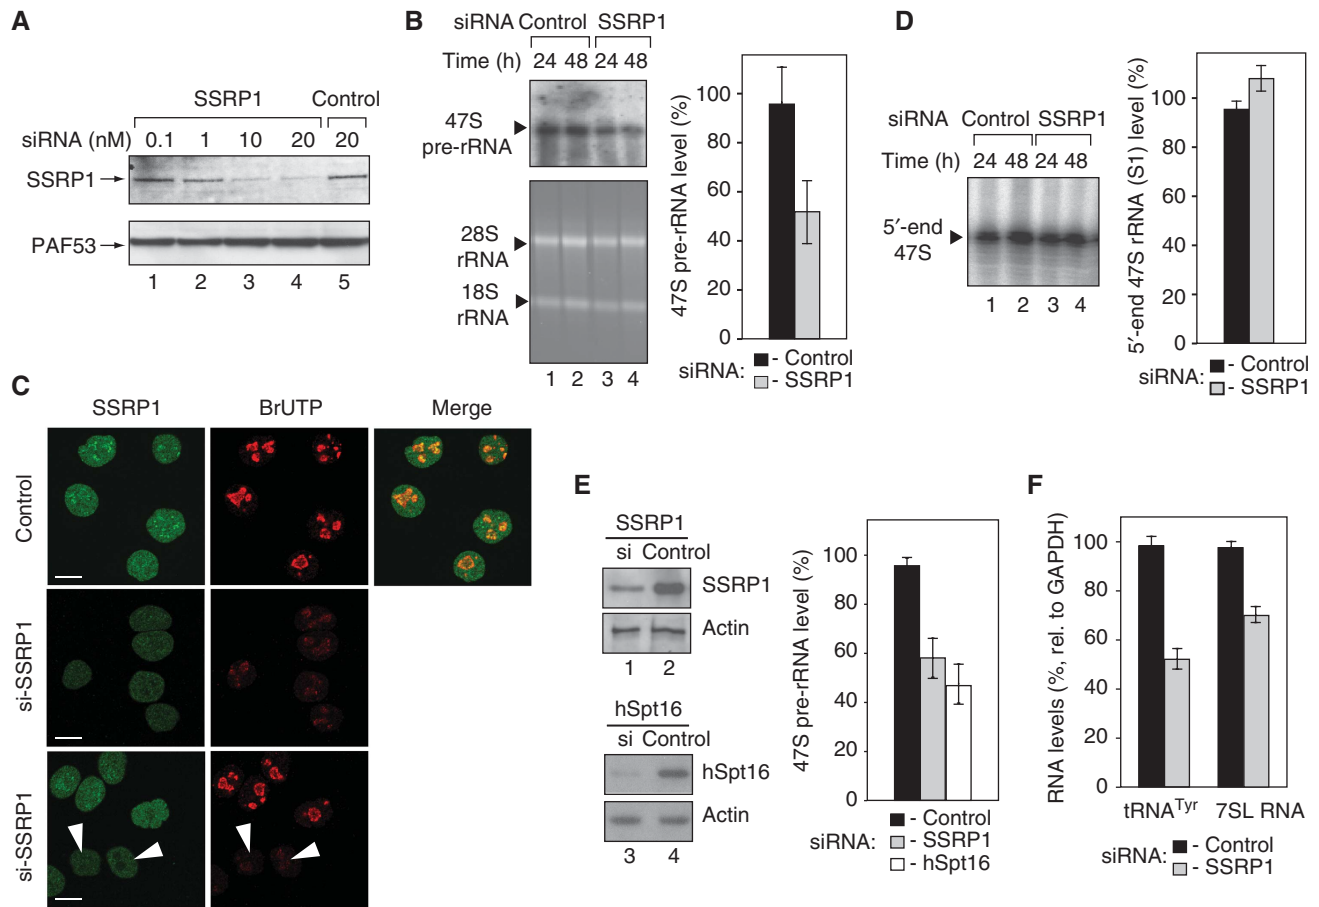 A
SSRP1 Control
siRNA (nM) 0.1 1 10 20 20
SSRP1
PAF53
1 2 3 4 5
B
siRNA Control SSRP1
Time (h) 24 48 24 48
47S
pre-rRNA
28S
rRNA
18S
rRNA
1 2 3 4
47S pre-rRNA level (%)
100
80
60
40
20
0
siRNA:
- Control
- SSRP1
D
siRNA Control SSRP1
Time (h) 24 48 24 48
5′-end
47S
1 2 3 4
5′-end 47S rRNA (S1) level (%)
100
80
60
40
20
0
siRNA:
- Control
- SSRP1
C
SSRP1 BrUTP Merge
Control
si-SSRP1
si-SSRP1
E
SSRP1
si Control
SSRP1
Actin
1 2
hSpt16
si Control
hSpt16
Actin
3 4
47S pre-rRNA level (%)
100
80
60
40
20
0
siRNA:
- Control
- SSRP1
- hSpt16
F
RNA levels (%, rel. to GAPDH)
100
80
60
40
20
0
tRNATyr 7SL RNA
siRNA:
- Control
- SSRP1